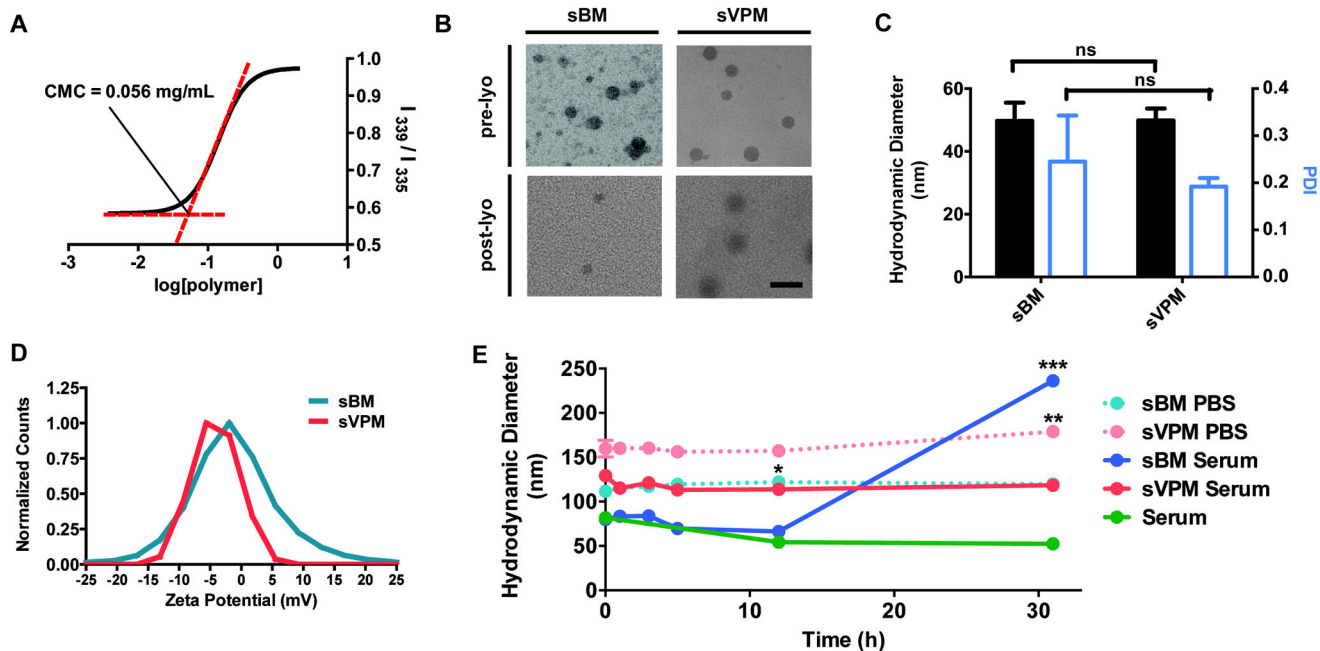 A
CMC = 0.056 mg/mL
1.0
0.9
0.8
0.7
0.6
0.5
I 339 / I 335
-3
-2
-1
0
1
log[polymer]
B
sBM
sVPM
pre-lyo
post-lyo
C
ns
ns
60
40
20
0
Hydrodynamic Diameter
(nm)
0.4
0.3
0.2
0.1
0.0
PDI
sBM
sVPM
D
1.25
1.00
0.75
0.50
0.25
0.00
Normalized Counts
sBM
sVPM
-25 -20 -15 -10 -5 0 5 10 15 20 25
Zeta Potential (mV)
E
250
200
150
100
50
0
Hydrodynamic Diameter
(nm)
*
***
**
0
10
20
30
Time (h)
sBM PBS
sVPM PBS
sBM Serum
sVPM Serum
Serum